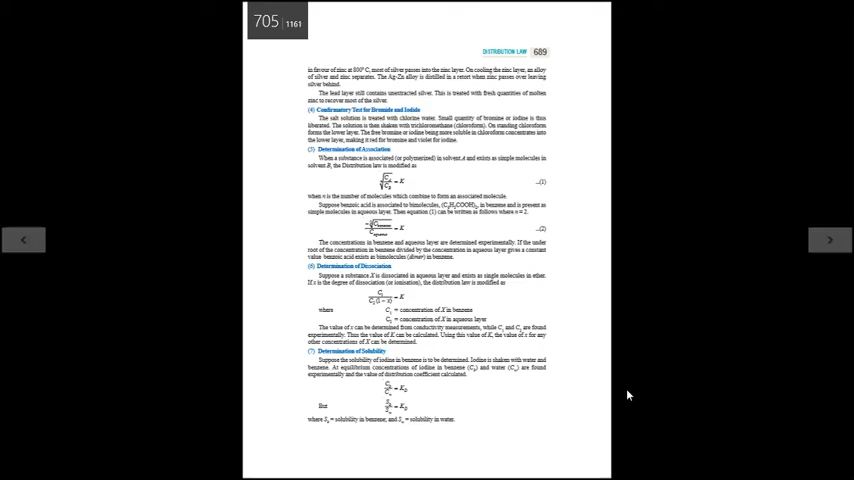 705 | 1161
DISTRIBUTION LAW 689
in favour of zinc at 800° C, most of silver passes into the zinc layer. On cooling the zinc layer, an alloy
of silver and zinc separates. The Ag-Zn alloy is distilled in a retort when zinc passes over leaving
silver behind.
The lead layer still contains unextracted silver. This is treated with fresh quantities of molten
zinc to recover most of the silver.
(4) Confirmatory Test for Bromide and Iodide
The salt solution is treated with chlorine water. Small quantity of bromine or iodine is thus
liberated. The solution is then shaken with trichloromethane (chloroform). On standing chloroform
forms the lower layer. The free bromine or iodine being more soluble in chloroform concentrates into
the lower layer, making it red for bromine and violet for iodine.
(5) Determination of Association
When a substance is associated (or polymerized) in solvent A and exists as simple molecules in
solvent B, the Distribution law is modified as
= K ...(1)
when n is the number of molecules which combine to form an associated molecule.
Suppose benzoic acid is associated to bimolecules, (C₆H₅COOH)₂, in benzene and is present as
simple molecules in aqueous layer. Then equation (1) can be written as follows where n = 2.
= K ...(2)
The concentrations in benzene and aqueous layer are determined experimentally. If the under
root of the concentration in benzene divided by the concentration in aqueous layer gives a constant
value benzoic acid exists as bimolecules (dimer) in benzene.
(6) Determination of Dissociation
Suppose a substance X is dissociated in aqueous layer and exists as single molecules in ether.
If x is the degree of dissociation (or ionisation), the distribution law is modified as
C₁ / C₂ (1 – x) = K
where C₁ = concentration of X in benzene
C₂ = concentration of X in aqueous layer
The value of x can be determined from conductivity measurements, while C₁ and C₂ are found
experimentally. Thus the value of K can be calculated. Using this value of K, the value of x for any
other concentrations of X can be determined.
(7) Determination of Solubility
Suppose the solubility of iodine in benzene is to be determined. Iodine is shaken with water and
benzene. At equilibrium concentrations of iodine in benzene (C_b) and water (C_w) are found
experimentally and the value of distribution coefficient calculated.
C_b / C_w = K_D
But S_b / S_w = K_D
where S_b = solubility in benzene; and S_w = solubility in water.